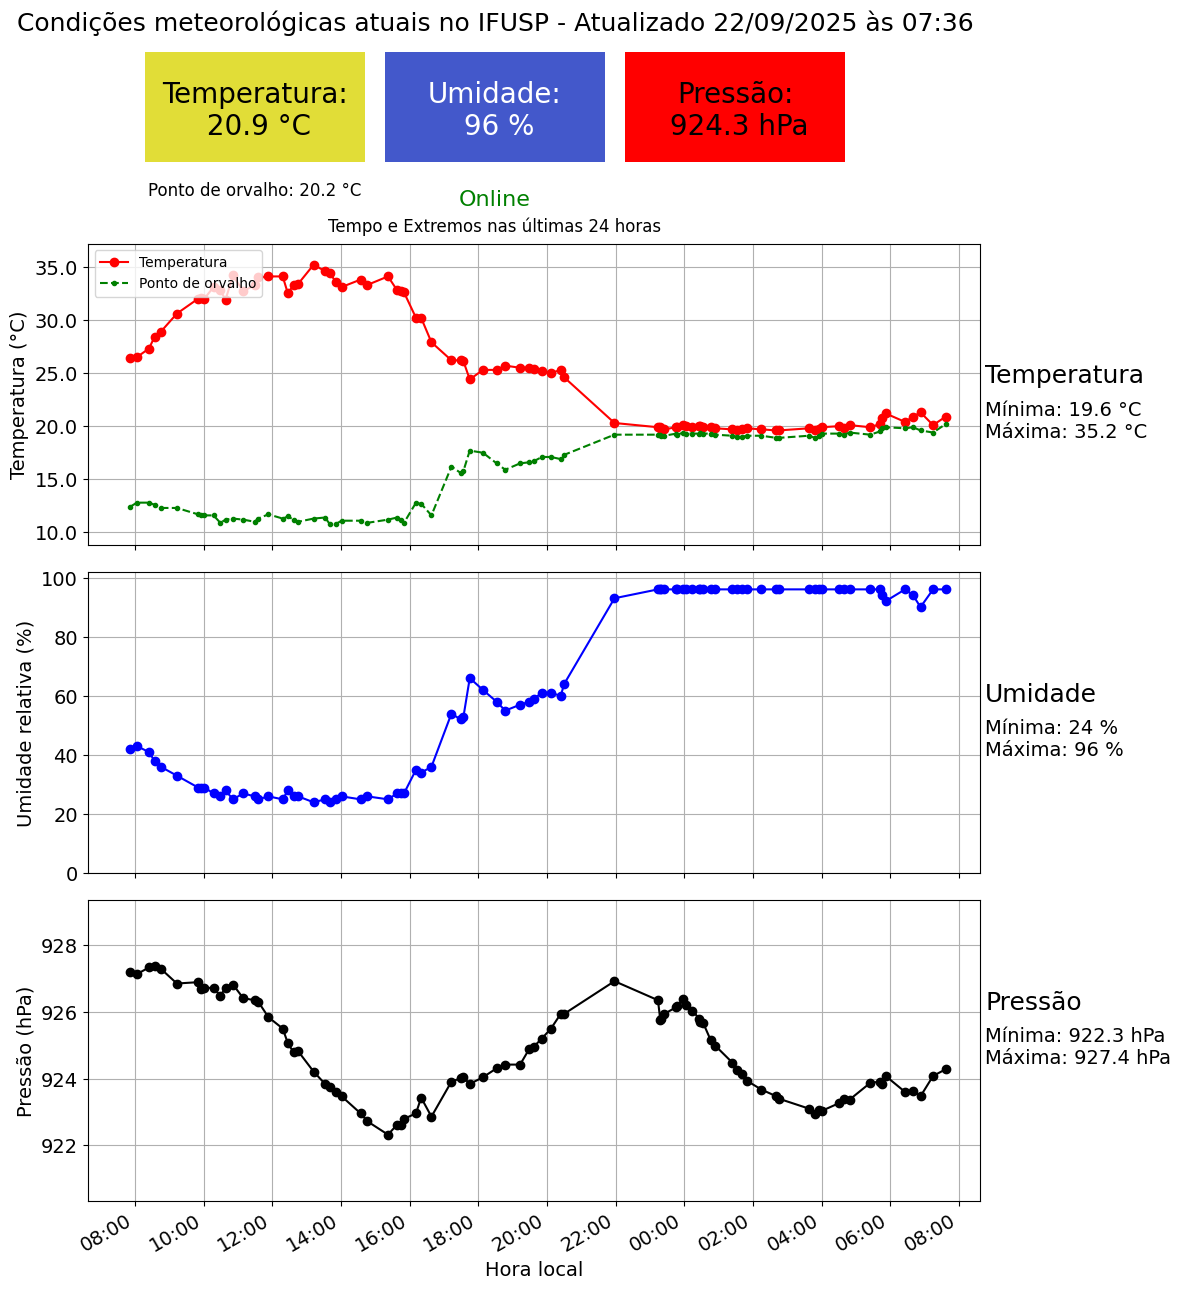 Condições meteorológicas atuais no IFUSP - Atualizado 22/09/2025 às 07:36
Temperatura:
20.9 °C
Umidade:
96 %
Pressão:
924.3 hPa
Ponto de orvalho: 20.2 °C
Online
Tempo e Extremos nas últimas 24 horas
Temperatura
Ponto de orvalho
Temperatura (°C)
35.0
30.0
25.0
20.0
15.0
10.0
Temperatura
Mínima: 19.6 °C
Máxima: 35.2 °C
Umidade relativa (%)
100
80
60
40
20
0
Umidade
Mínima: 24 %
Máxima: 96 %
Pressão (hPa)
928
926
924
922
Pressão
Mínima: 922.3 hPa
Máxima: 927.4 hPa
08:00
10:00
12:00
14:00
16:00
18:00
20:00
22:00
00:00
02:00
04:00
06:00
08:00
Hora local